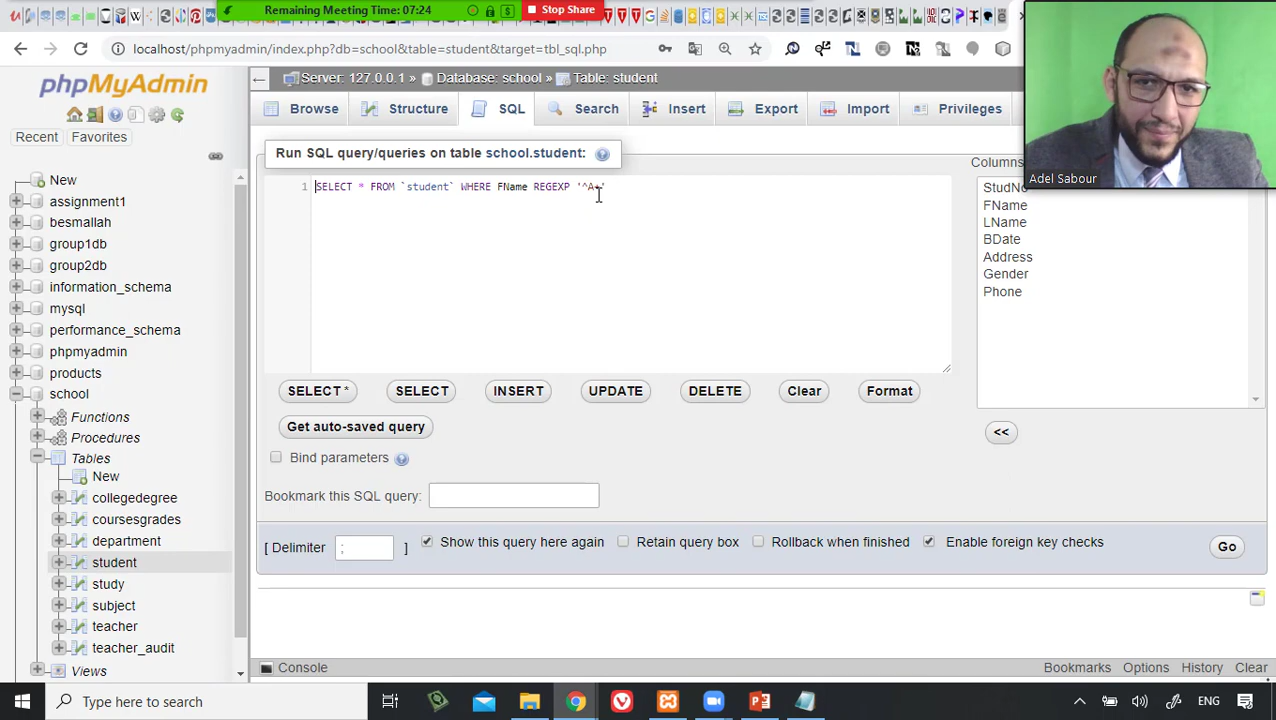 Remaining Meeting Time: 07:24
Stop Share
localhost/phpmyadmin/index.php?db=school&table=student&target=tbl_sql.php
Adel Sabour
phpMyAdmin
Recent
Favorites
New
assignment1
besmallah
group1db
group2db
information_schema
mysql
performance_schema
phpmyadmin
products
school
Functions
Procedures
Tables
New
collegedegree
coursesgrades
department
student
study
subject
teacher
teacher_audit
Views
Server: 127.0.0.1 » Database: school » Table: student
Browse
Structure
SQL
Search
Insert
Export
Import
Privileges
Run SQL query/queries on table school.student:
1 SELECT * FROM `student` WHERE FName REGEXP '^A+'
Columns
StudNo
FName
LName
BDate
Address
Gender
Phone
<<
SELECT *
SELECT
INSERT
UPDATE
DELETE
Clear
Format
Get auto-saved query
Bind parameters
Bookmark this SQL query:
[ Delimiter ; ]
Show this query here again
Retain query box
Rollback when finished
Enable foreign key checks
Go
Console
Bookmarks
Options
History
Clear
Type here to search
ENG